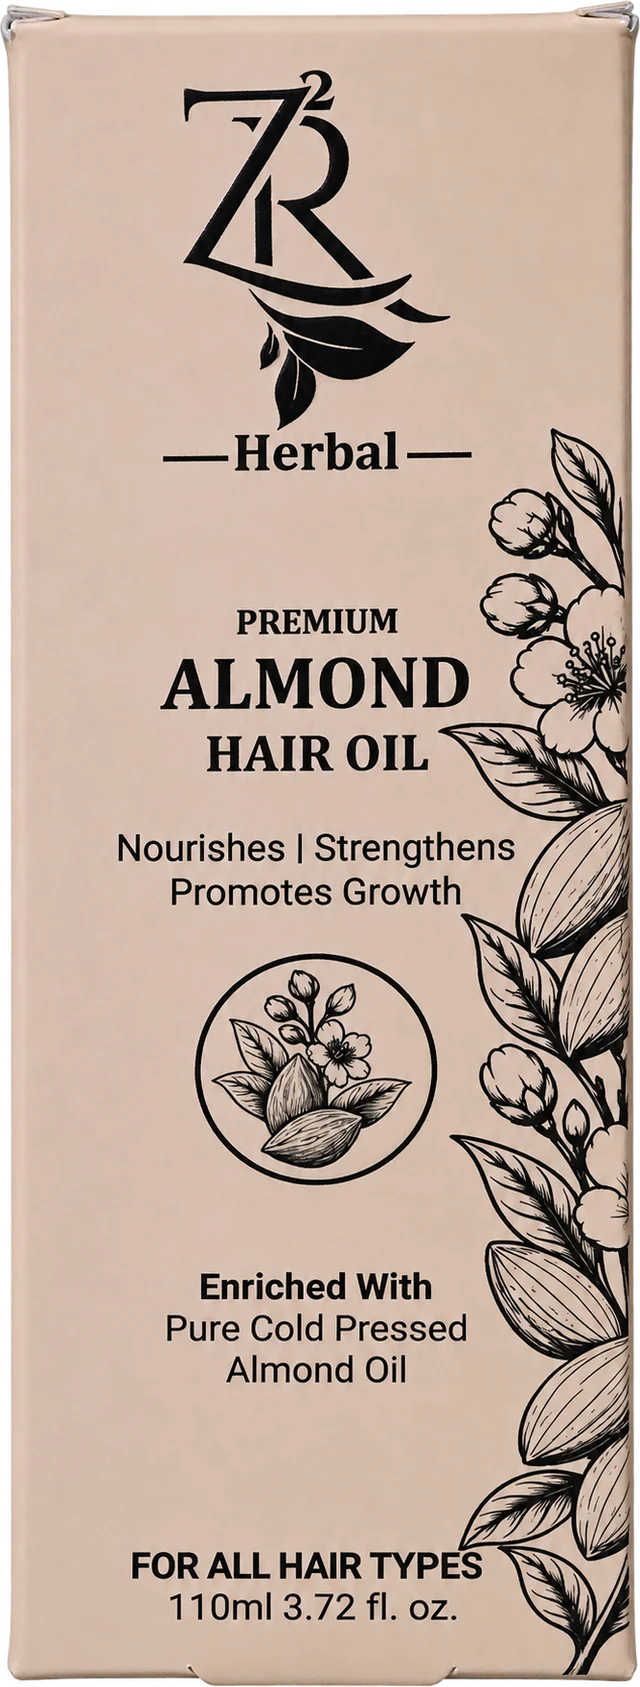 ZR²
Herbal
PREMIUM
ALMOND
HAIR OIL
Nourishes | Strengthens
Promotes Growth
Enriched With
Pure Cold Pressed
Almond Oil
FOR ALL HAIR TYPES
110ml 3.72 fl. oz.